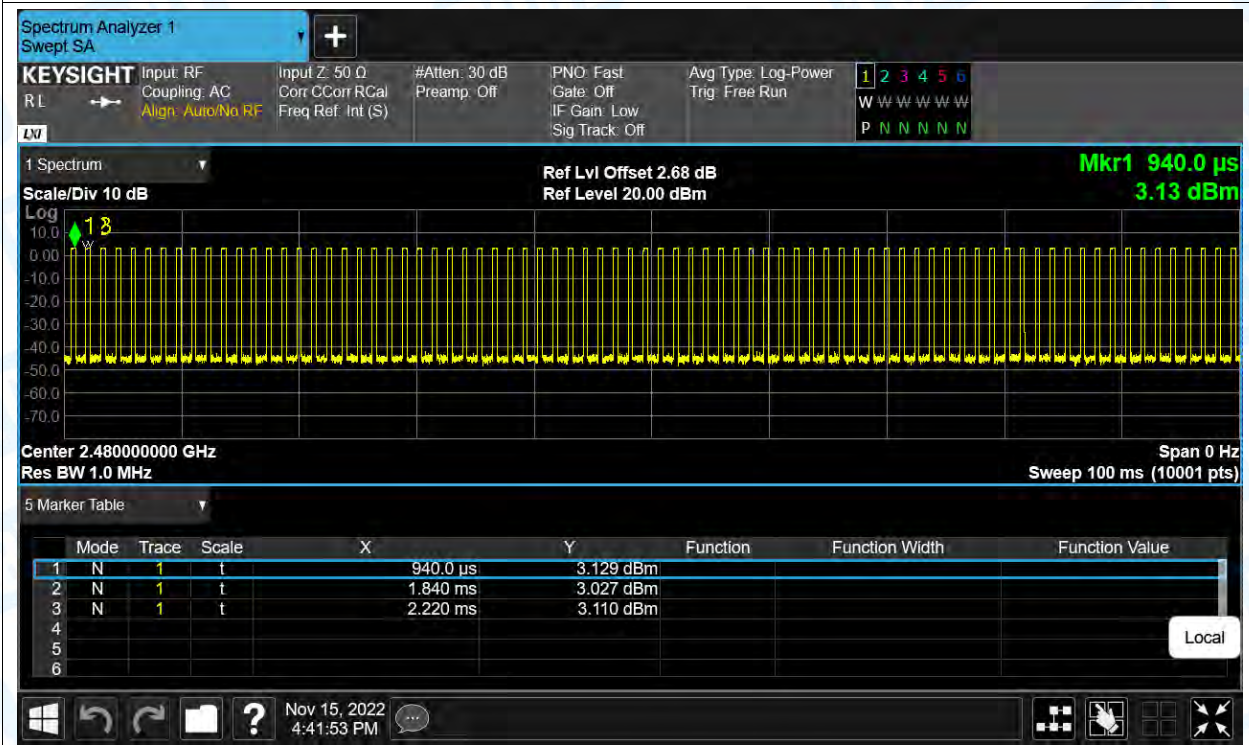 Spectrum Analyzer 1
Swept SA
+
KEYSIGHT Input: RF Input Z: 50 Ω #Atten: 30 dB PNO: Fast Avg Type: Log-Power 1 2 3 4 5 6
R L Coupling: AC Corr CCorr RCal Preamp: Off Gate: Off Trig: Free Run W W W W W W
Align: Auto/No RF Freq Ref: Int (S) IF Gain: Low
LXI Sig Track: Off P N N N N N
1 Spectrum Ref Lvl Offset 2.68 dB Mkr1 940.0 µs
Scale/Div 10 dB Ref Level 20.00 dBm 3.13 dBm
Log
10.0
0.00
-10.0
-20.0
-30.0
-40.0
-50.0
-60.0
-70.0
Center 2.480000000 GHz Span 0 Hz
Res BW 1.0 MHz Sweep 100 ms (10001 pts)
5 Marker Table
Mode Trace Scale X Y Function Function Width Function Value
1 N 1 t 940.0 µs 3.129 dBm
2 N 1 t 1.840 ms 3.027 dBm
3 N 1 t 2.220 ms 3.110 dBm
4
5
6
Local
? Nov 15, 2022
4:41:53 PM